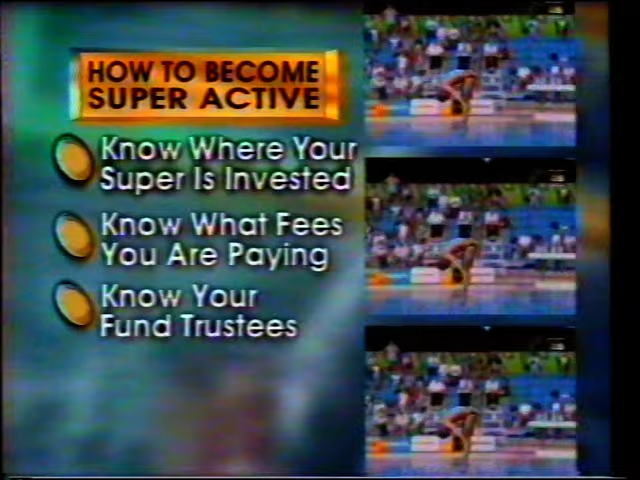 HOW TO BECOME
SUPER ACTIVE
Know Where Your
Super Is Invested
Know What Fees
You Are Paying
Know Your
Fund Trustees